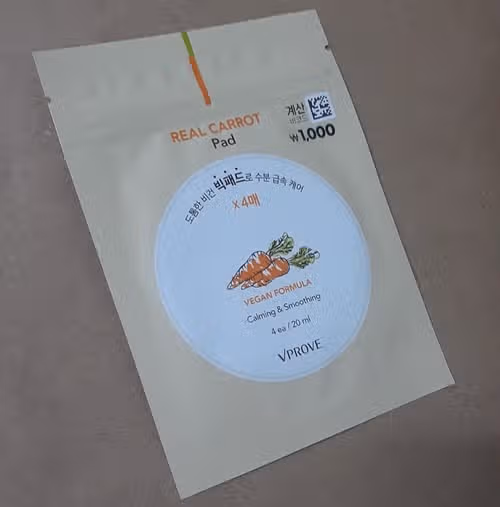 REAL CARROT
Pad
계산
바코드
₩1,000
도톰한 비건 빅패드로 수분 급속 케어
X 4매
VEGAN FORMULA
Calming & Smoothing
4 ea / 20 ml
VPROVE